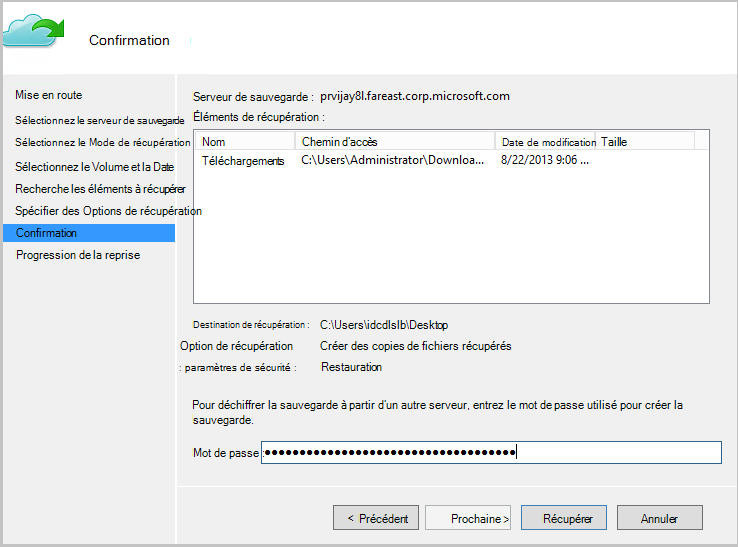 Confirmation
Mise en route
Sélectionnez le serveur de sauvegarde
Sélectionnez le Mode de récupération
Sélectionnez le Volume et la Date
Recherche les éléments à récupérer
Spécifier des Options de récupération
Confirmation
Progression de la reprise
Serveur de sauvegarde : prvijay8l.fareast.corp.microsoft.com
Éléments de récupération :
Nom Chemin d'accès Date de modification Taille
Téléchargements C:\Users\Administrator\Downloa... 8/22/2013 9:06 ...
Destination de récupération : C:\Users\idcdlslb\Desktop
Option de récupération Créer des copies de fichiers récupérés
: paramètres de sécurité : Restauration
Pour déchiffrer la sauvegarde à partir d'un autre serveur, entrez le mot de passe utilisé pour créer la
sauvegarde.
Mot de passe :
< Précédent Prochaine > Récupérer Annuler